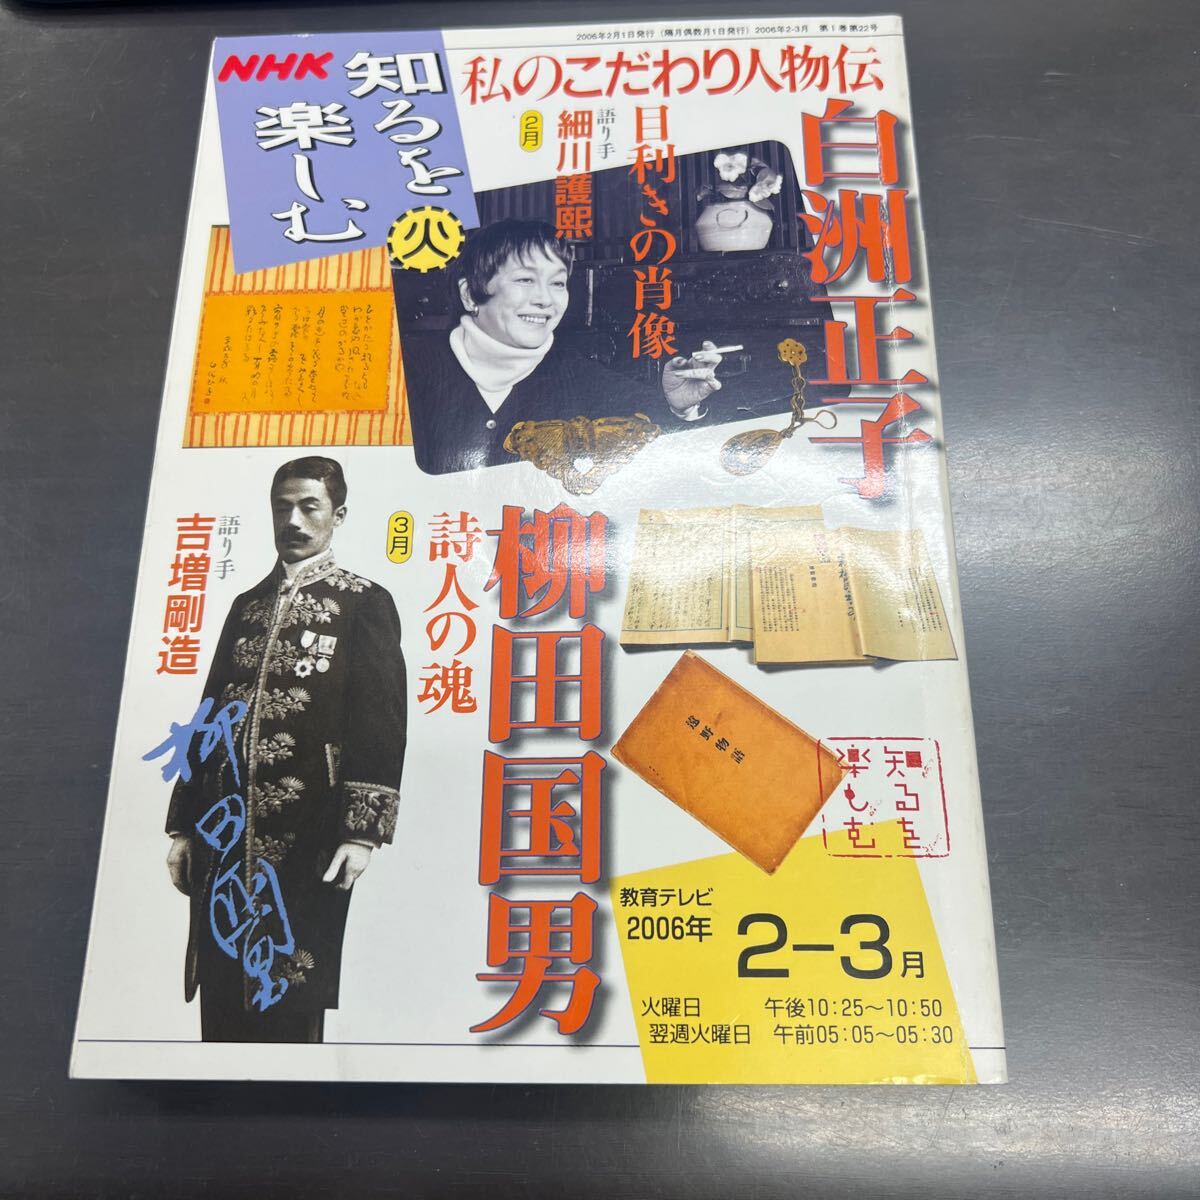 2006年2月1日発行（隔月偶数月1日発行）2006年2-3月 第1巻第22号
NHK
知るを
楽しむ
火
私のこだわり人物伝
白洲正子
目利きの肖像
語り手
細川護熙
2月
柳田国男
詩人の魂
3月
語り手
吉増剛造
柳田國男
遠野物語
知るを
楽しむ
教育テレビ
2006年
2−3月
火曜日 午後10:25〜10:50
翌週火曜日 午前05:05〜05:30